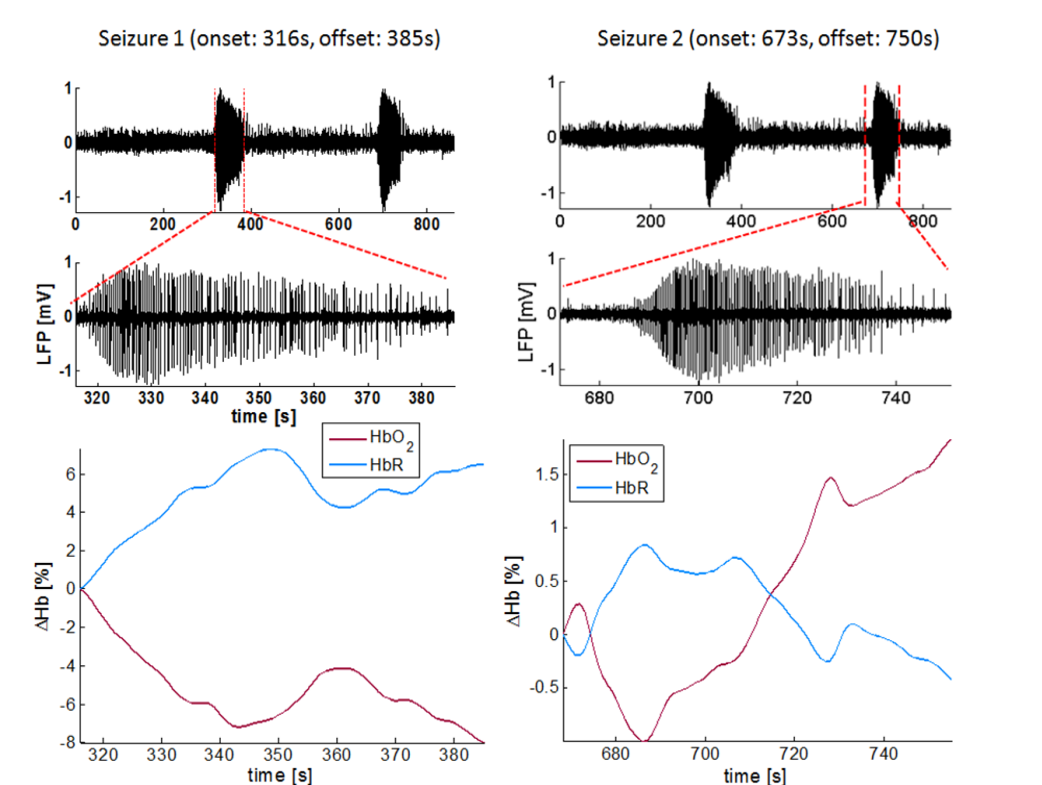 Seizure 1 (onset: 316s, offset: 385s)
Seizure 2 (onset: 673s, offset: 750s)
1
0
-1
0 200 400 600 800
1
0
-1
0 200 400 600 800
LFP [mV]
1
0
-1
320 330 340 350 360 370 380
time [s]
LFP [mV]
1
0
-1
680 700 720 740
HbO2
HbR
ΔHb [%]
6
4
2
0
-2
-4
-6
-8
320 330 340 350 360 370 380
time [s]
HbO2
HbR
ΔHb [%]
1.5
1
0.5
0
-0.5
680 700 720 740
time [s]